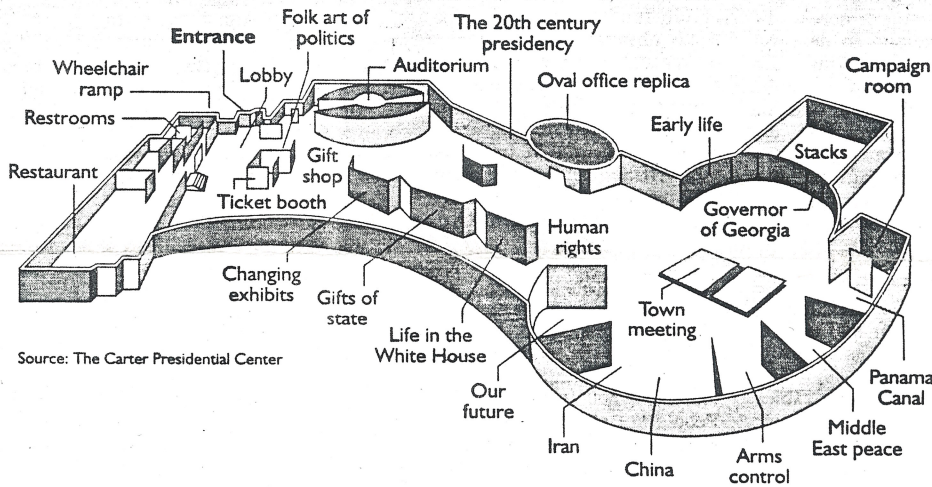 Folk art of
politics
The 20th century
presidency
Entrance
Lobby
Auditorium
Campaign
room
Wheelchair
ramp
Oval office replica
Restrooms
Early life
Stacks
Restaurant
Gift
shop
Ticket booth
Governor
of Georgia
Human
rights
Changing
exhibits
Gifts of
state
Town
meeting
Life in the
White House
Source: The Carter Presidential Center
Our
future
Panama
Canal
Iran
Middle
East peace
China
Arms
control